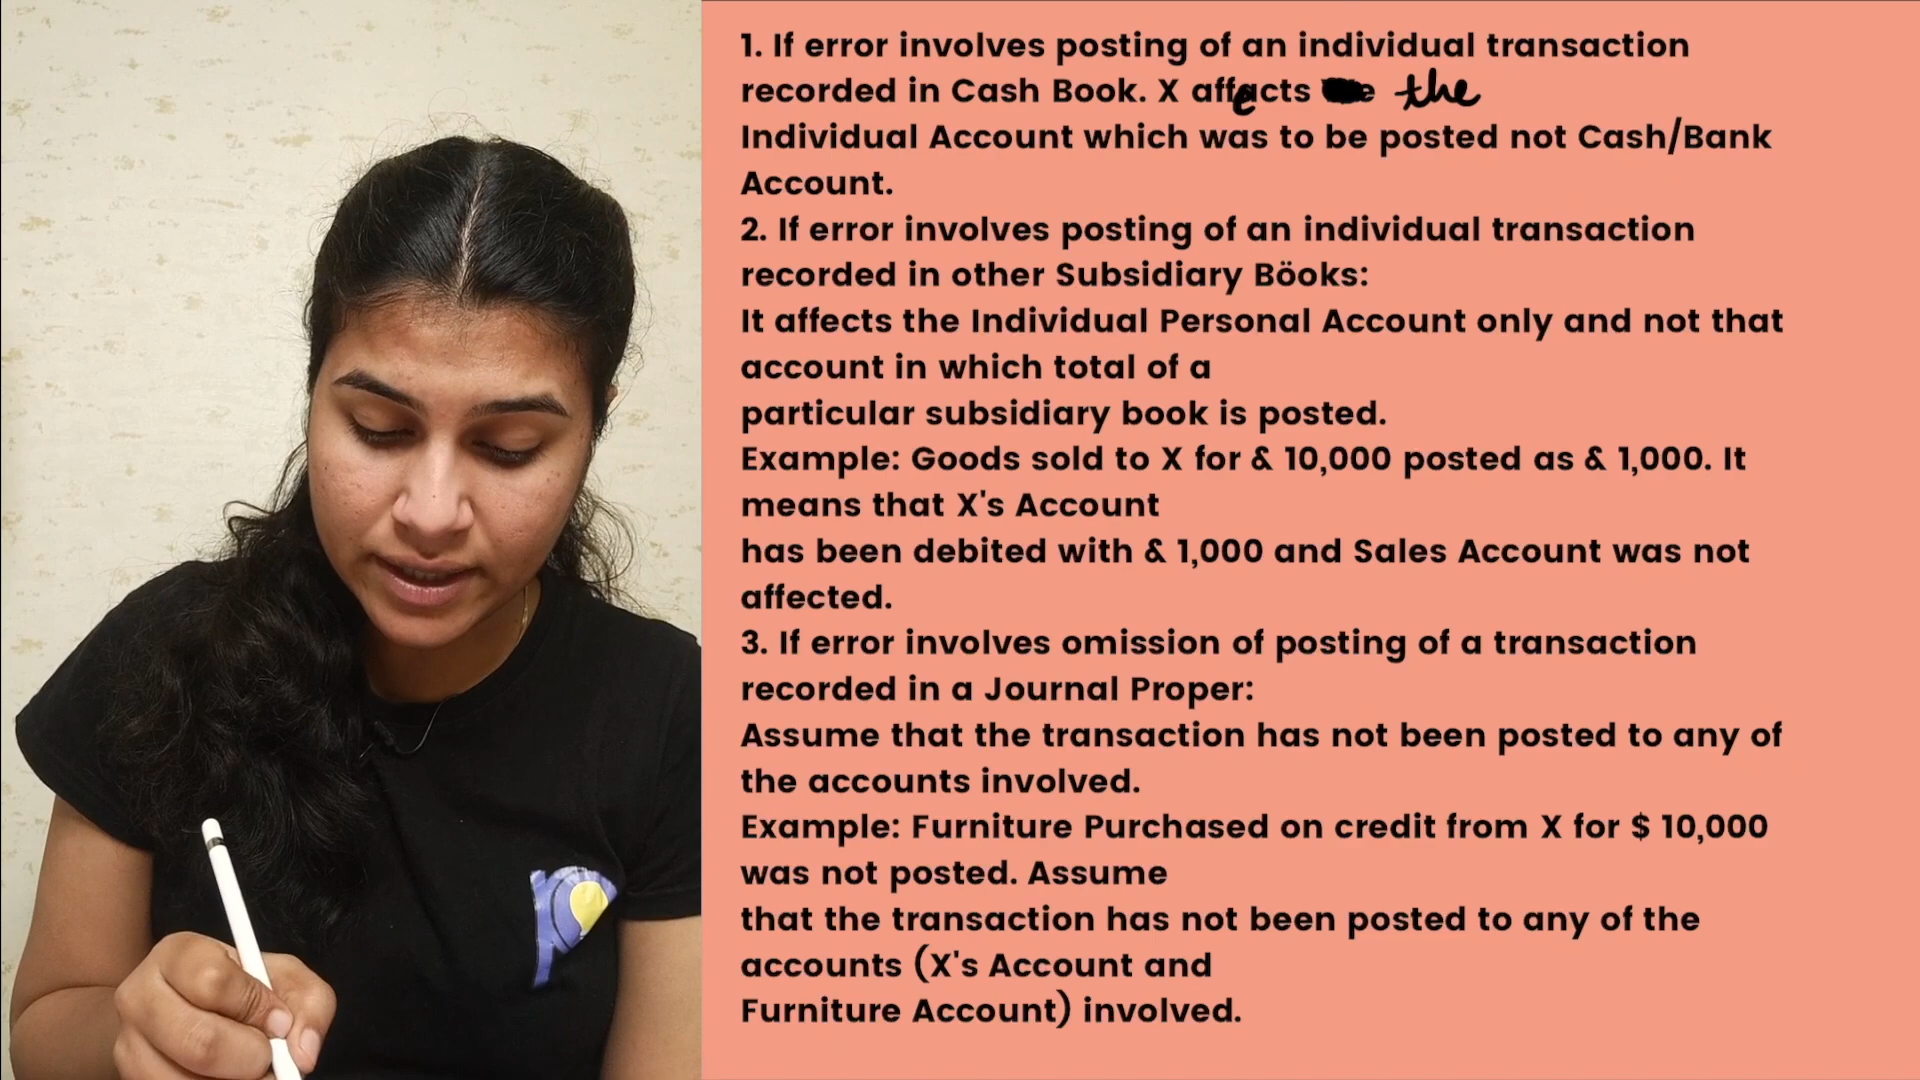 1. If error involves posting of an individual transaction
recorded in Cash Book. X affects the
Individual Account which was to be posted not Cash/Bank
Account.
2. If error involves posting of an individual transaction
recorded in other Subsidiary Böoks:
It affects the Individual Personal Account only and not that
account in which total of a
particular subsidiary book is posted.
Example: Goods sold to X for & 10,000 posted as & 1,000. It
means that X's Account
has been debited with & 1,000 and Sales Account was not
affected.
3. If error involves omission of posting of a transaction
recorded in a Journal Proper:
Assume that the transaction has not been posted to any of
the accounts involved.
Example: Furniture Purchased on credit from X for $ 10,000
was not posted. Assume
that the transaction has not been posted to any of the
accounts (X's Account and
Furniture Account) involved.